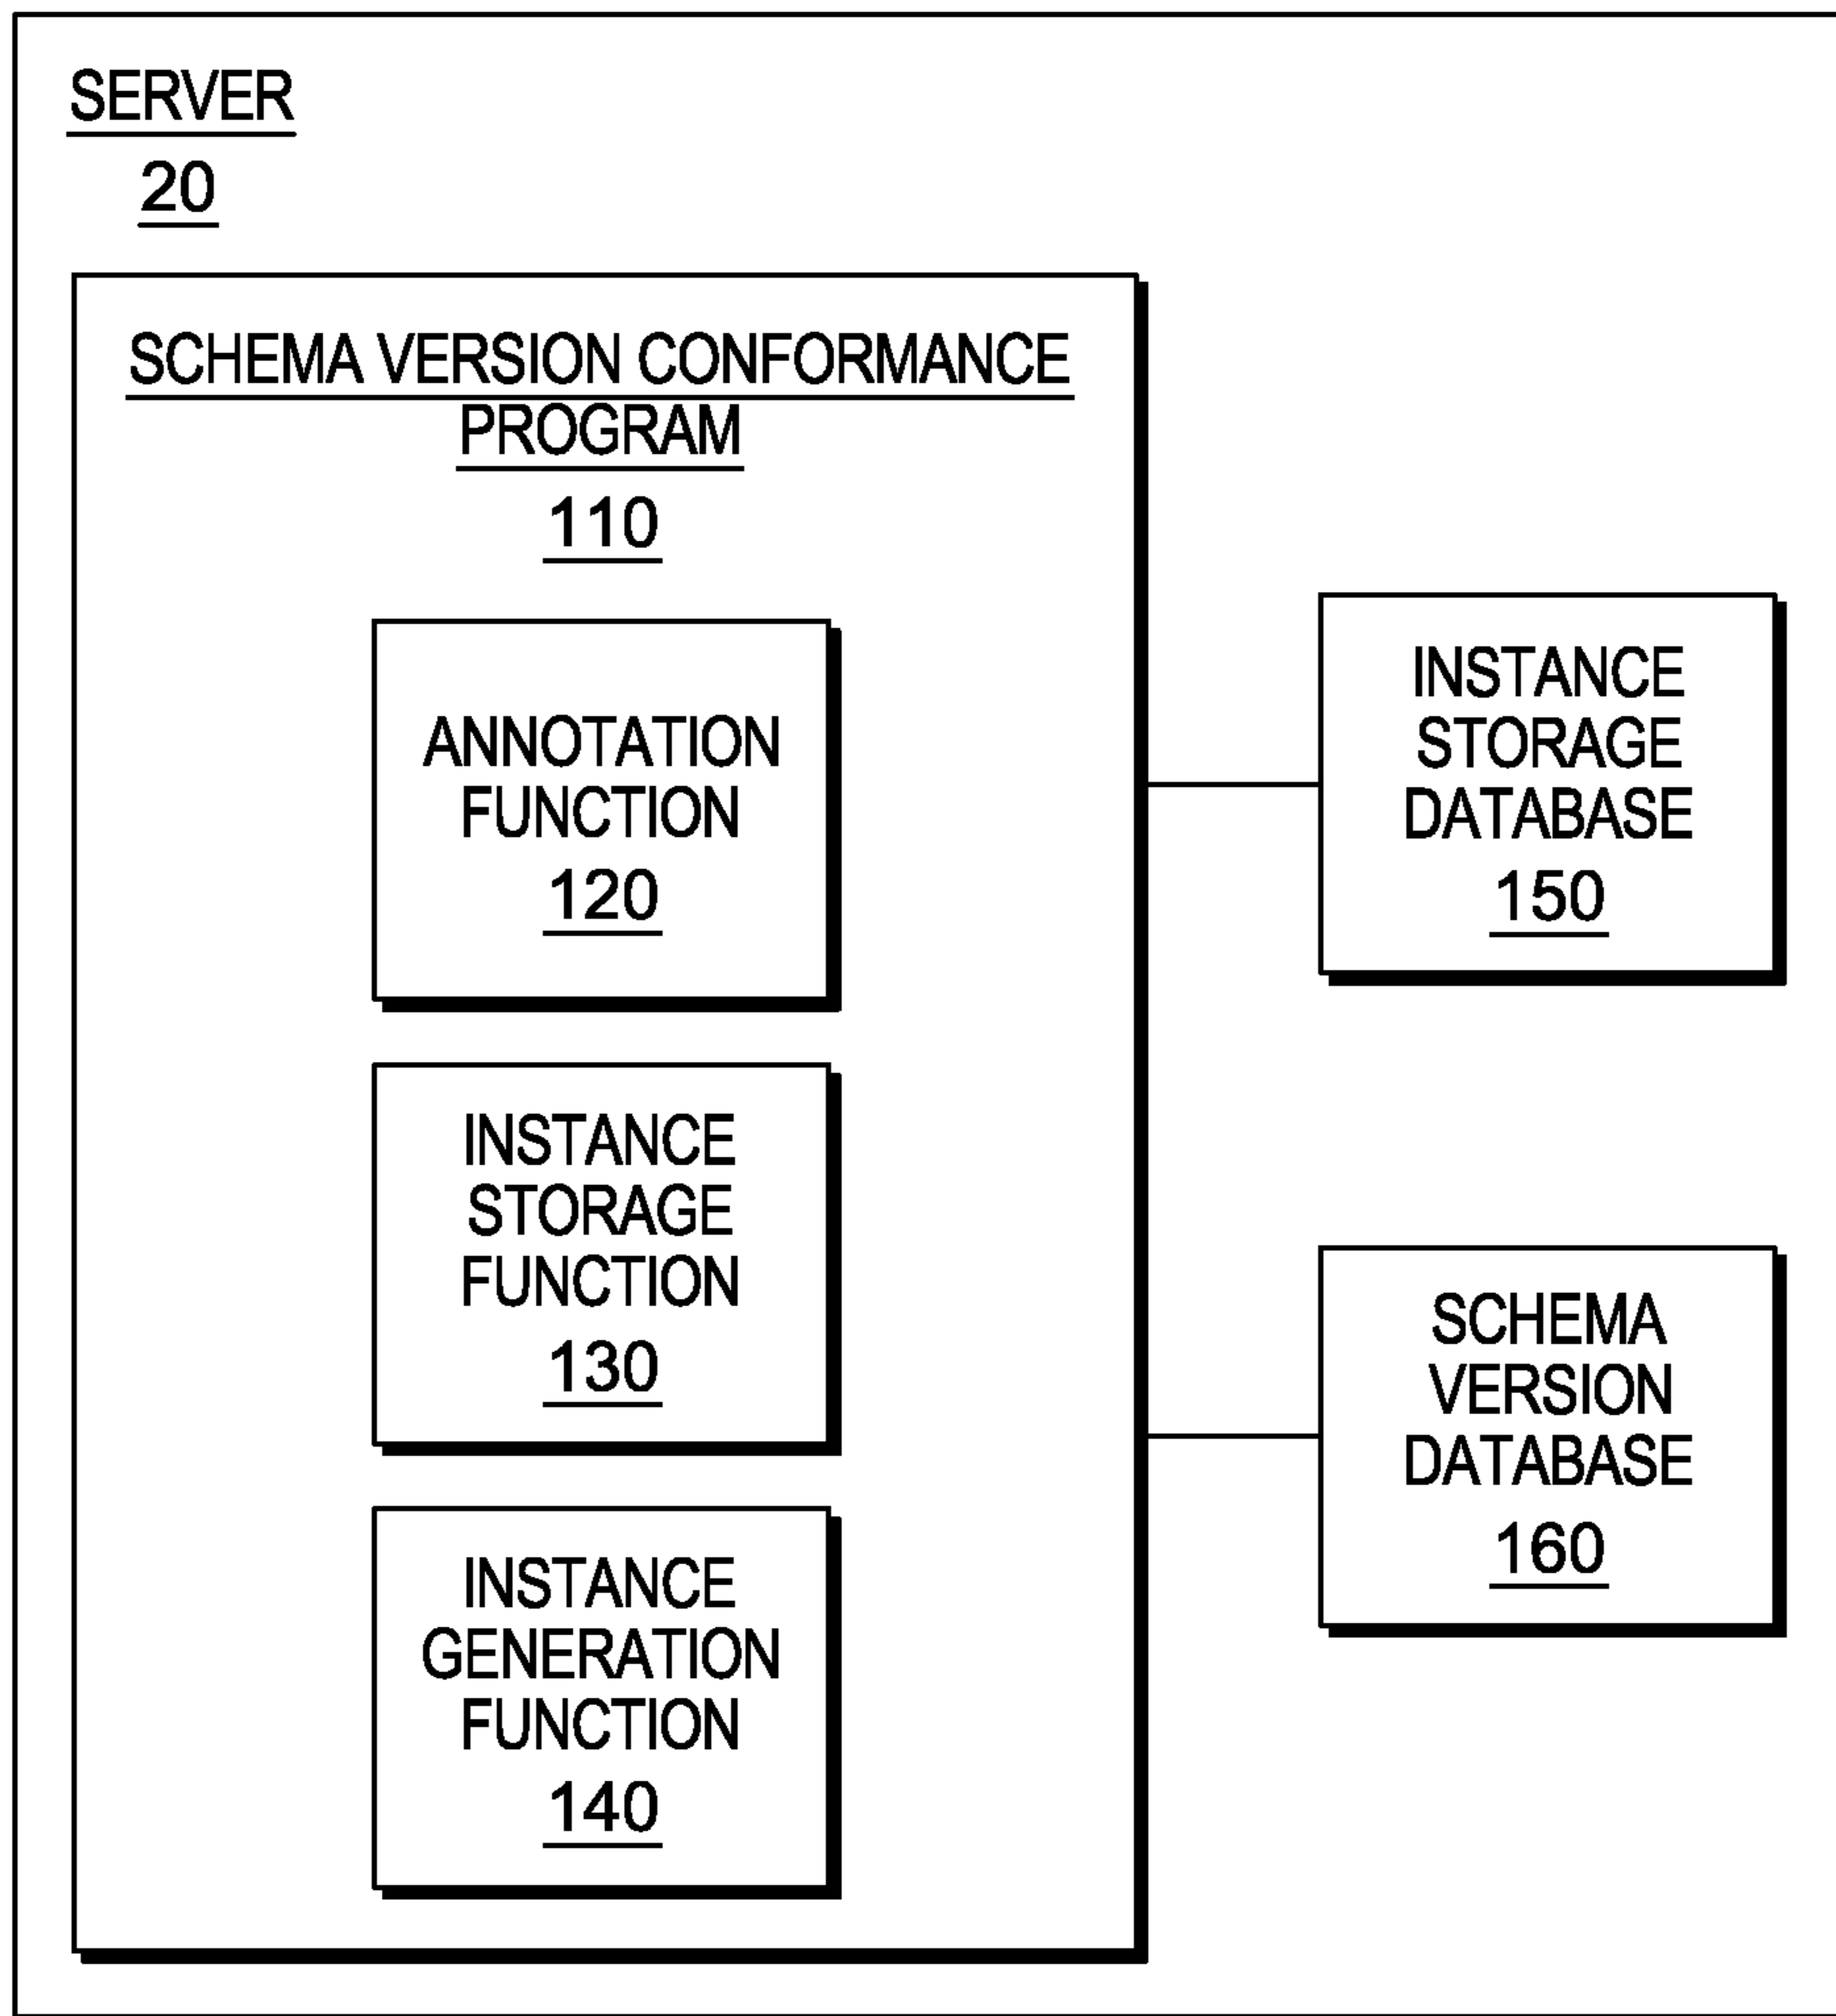 SERVER
20
SCHEMA VERSION CONFORMANCE
PROGRAM
110
ANNOTATION
FUNCTION
120
INSTANCE
STORAGE
FUNCTION
130
INSTANCE
GENERATION
FUNCTION
140
INSTANCE
STORAGE
DATABASE
150
SCHEMA
VERSION
DATABASE
160